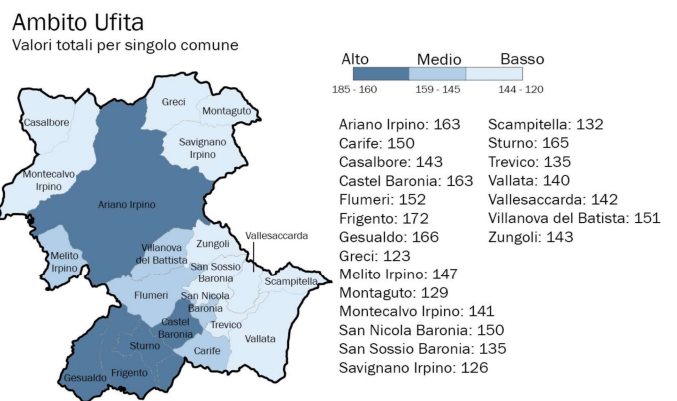 Ambito Ufita
Valori totali per singolo comune
Alto Medio Basso
185 - 160 159 - 145 144 - 120
Ariano Irpino: 163
Carife: 150
Casalbore: 143
Castel Baronia: 163
Flumeri: 152
Frigento: 172
Gesualdo: 166
Greci: 123
Melito Irpino: 147
Montaguto: 129
Montecalvo Irpino: 141
San Nicola Baronia: 150
San Sossio Baronia: 135
Savignano Irpino: 126
Scampitella: 132
Sturno: 165
Trevico: 135
Vallata: 140
Vallesaccarda: 142
Villanova del Batista: 151
Zungoli: 143
Casalbore
Greci
Montaguto
Savignano
Irpino
Montecalvo
Irpino
Ariano Irpino
Vallesaccarda
Zungoli
Villanova
del Battista
Melito
Irpino
San Sossio
Baronia
Scampitella
Flumeri
San Nicola
Baronia
Castel
Baronia
Trevico
Vallata
Sturno
Carife
Gesualdo
Frigento